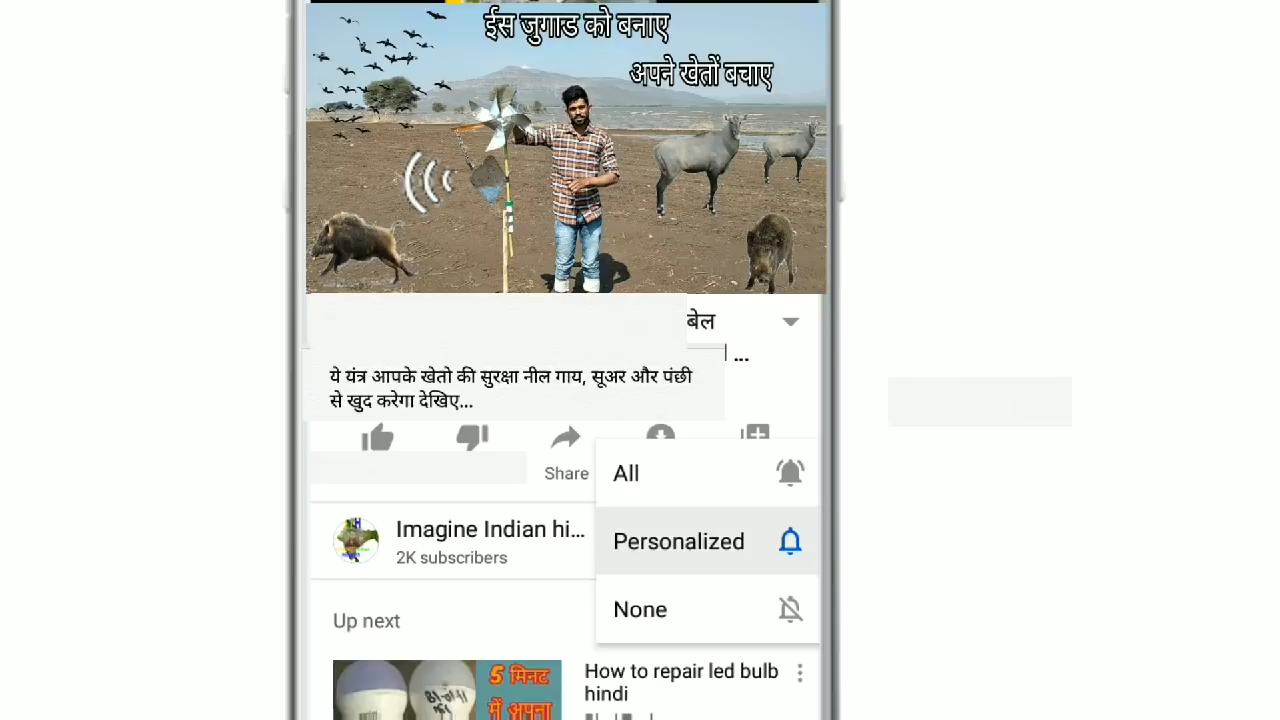 ईस जुगाड को बनाए
अपने खेतों बचाए
बेल
...
ये यंत्र आपके खेतो की सुरक्षा नील गाय, सूअर और पंछी
से खुद करेगा देखिए...
Share
All
Personalized
None
Imagine Indian hi...
2K subscribers
Up next
5 मिनट
में अपना
How to repair led bulb
hindi